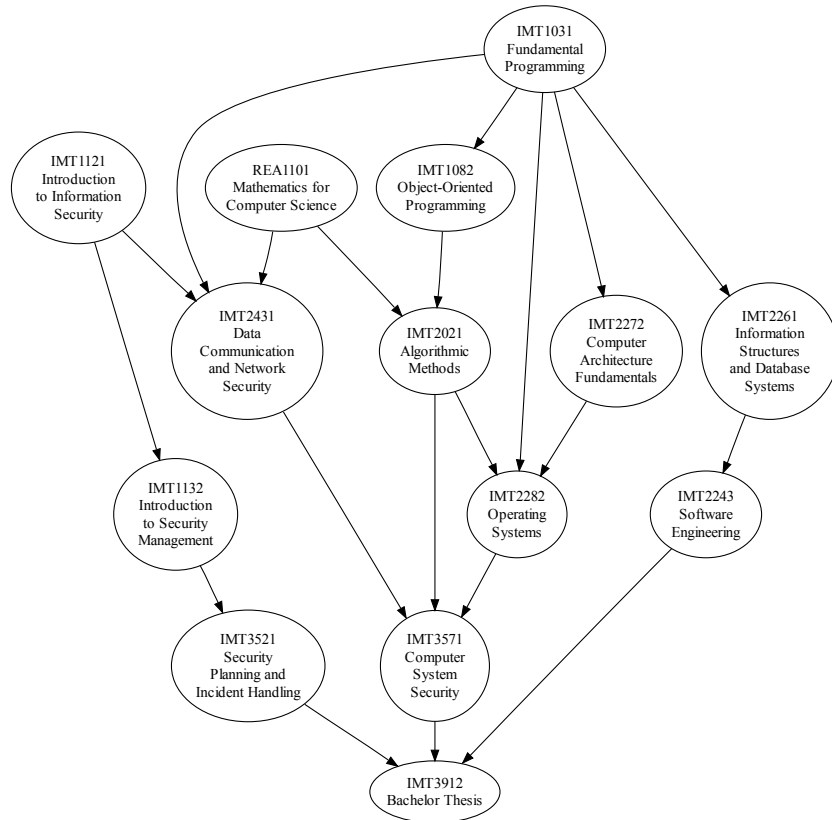 IMT1031
Fundamental
Programming
IMT1121
Introduction
to Information
Security
REA1101
Mathematics for
Computer Science
IMT1082
Object-Oriented
Programming
IMT2431
Data
Communication
and Network
Security
IMT2021
Algorithmic
Methods
IMT2272
Computer
Architecture
Fundamentals
IMT2261
Information
Structures
and Database
Systems
IMT1132
Introduction
to Security
Management
IMT2282
Operating
Systems
IMT2243
Software
Engineering
IMT3521
Security
Planning and
Incident Handling
IMT3571
Computer
System
Security
IMT3912
Bachelor Thesis